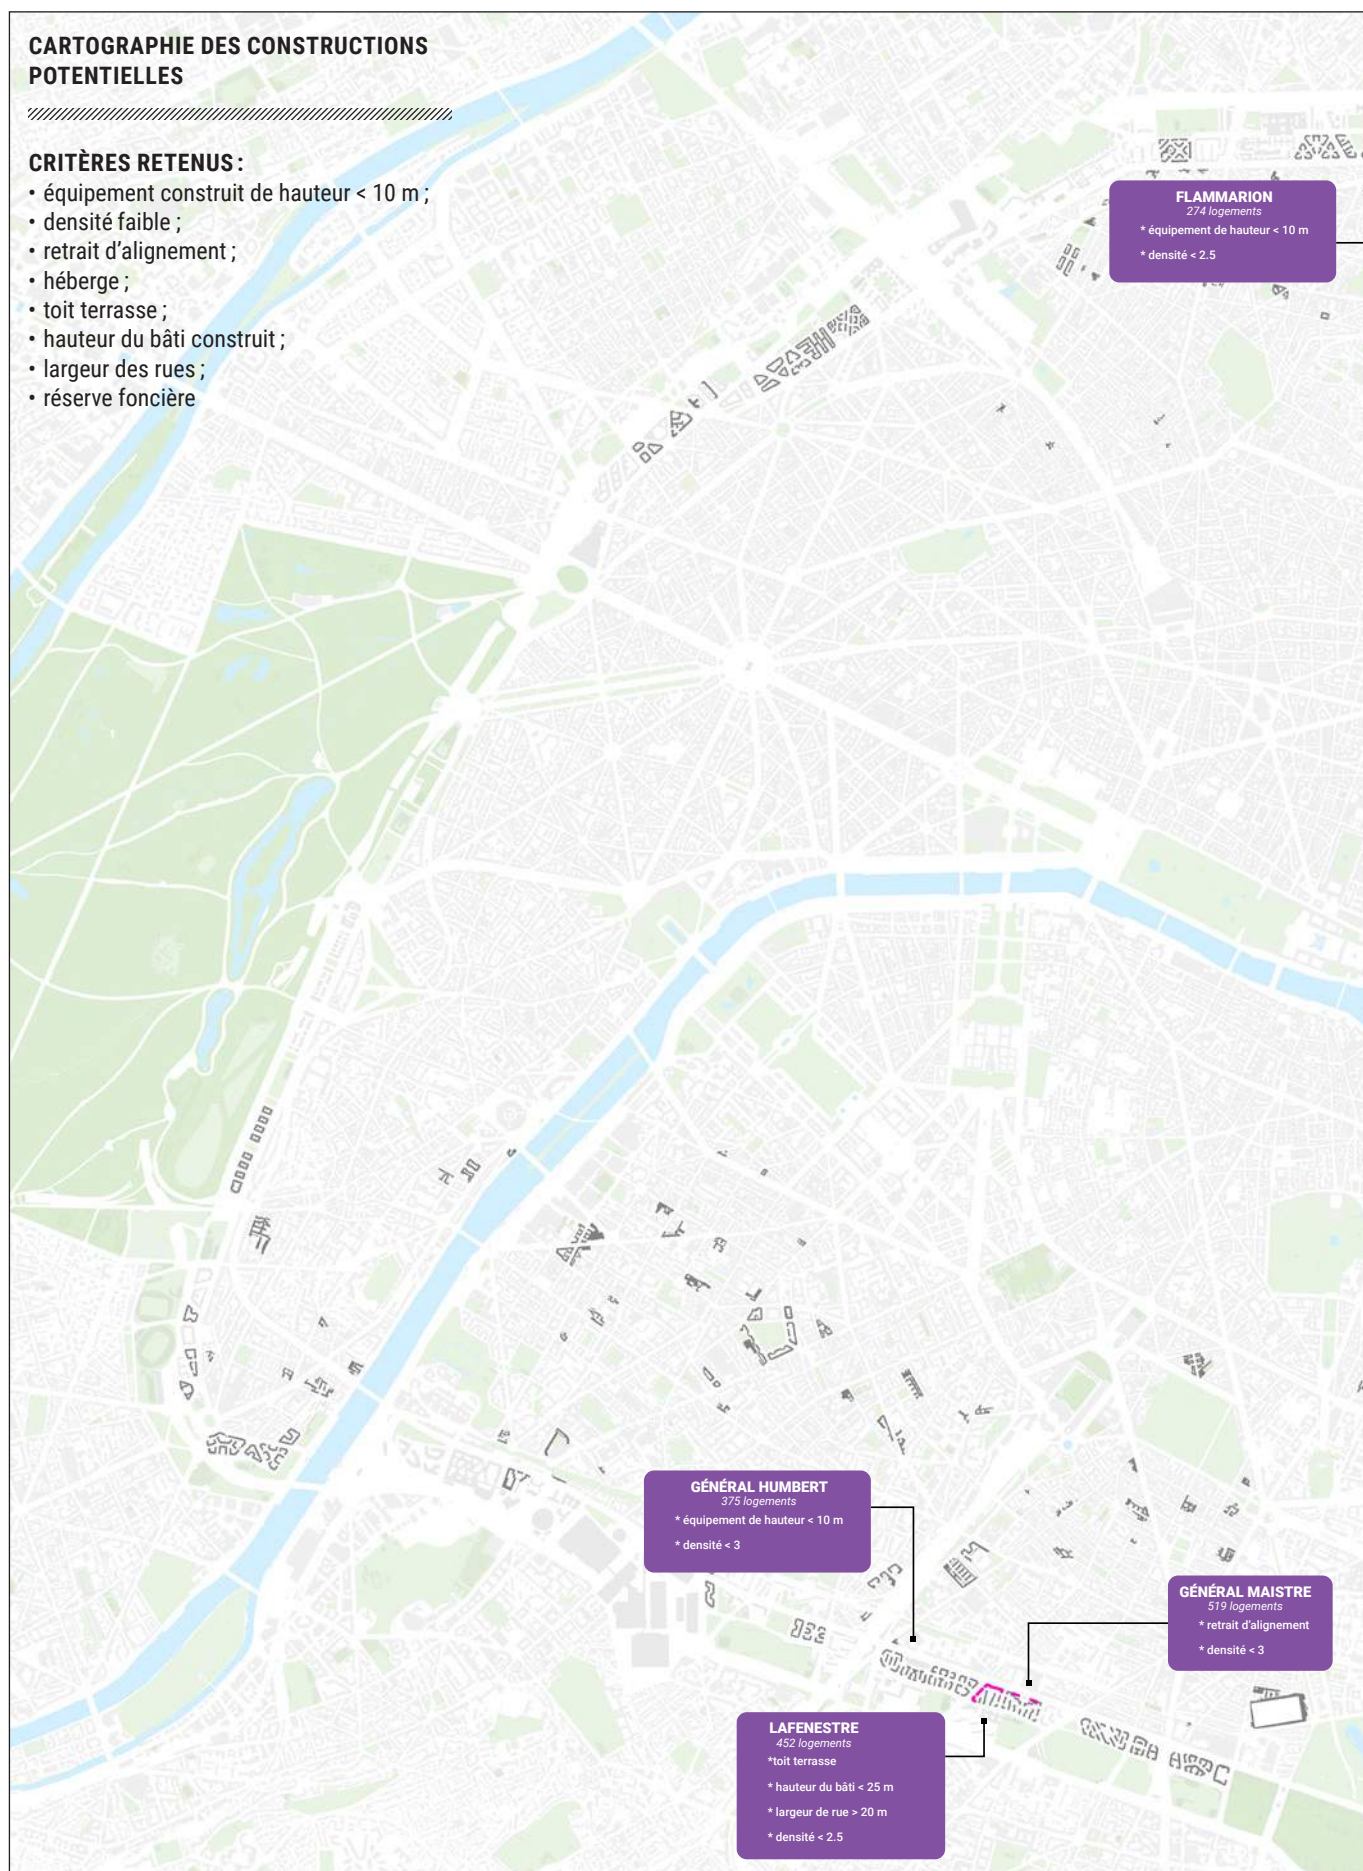 CARTOGRAPHIE DES CONSTRUCTIONS
POTENTIELLES
CRITÈRES RETENUS :
• équipement construit de hauteur < 10 m ;
• densité faible ;
• retrait d'alignement ;
• héberge ;
• toit terrasse ;
• hauteur du bâti construit ;
• largeur des rues ;
• réserve foncière
FLAMMARION
274 logements
* équipement de hauteur < 10 m
* densité < 2.5
GÉNÉRAL HUMBERT
375 logements
* équipement de hauteur < 10 m
* densité < 3
GÉNÉRAL MAISTRE
519 logements
* retrait d'alignement
* densité < 3
LAFENESTRE
452 logements
*toit terrasse
* hauteur du bâti < 25 m
* largeur de rue > 20 m
* densité < 2.5